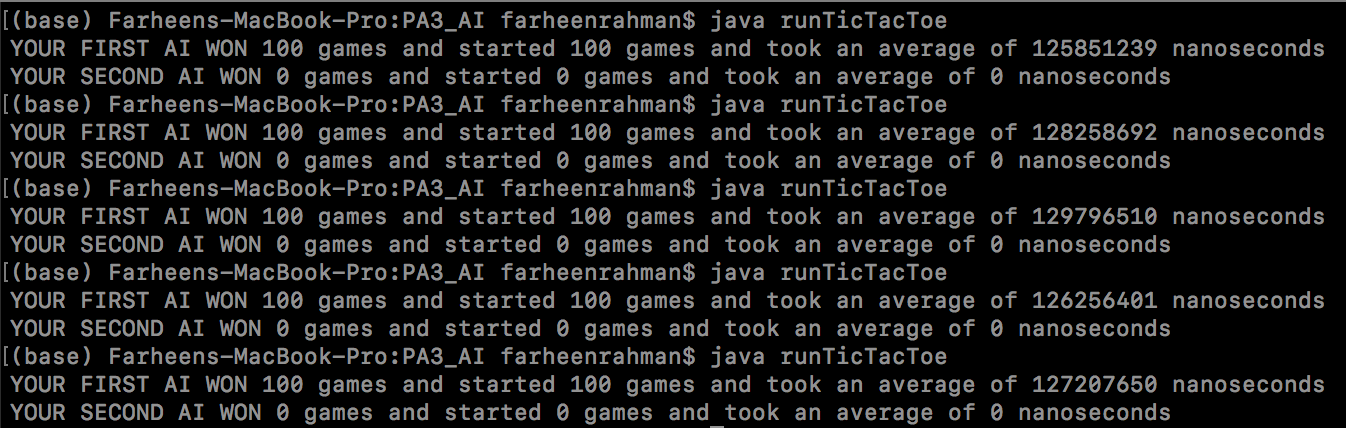 [(base) Farheens-MacBook-Pro:PA3_AI farheenrahman$ java runTicTacToe
YOUR FIRST AI WON 100 games and started 100 games and took an average of 125851239 nanoseconds
YOUR SECOND AI WON 0 games and started 0 games and took an average of 0 nanoseconds
[(base) Farheens-MacBook-Pro:PA3_AI farheenrahman$ java runTicTacToe
YOUR FIRST AI WON 100 games and started 100 games and took an average of 128258692 nanoseconds
YOUR SECOND AI WON 0 games and started 0 games and took an average of 0 nanoseconds
[(base) Farheens-MacBook-Pro:PA3_AI farheenrahman$ java runTicTacToe
YOUR FIRST AI WON 100 games and started 100 games and took an average of 129796510 nanoseconds
YOUR SECOND AI WON 0 games and started 0 games and took an average of 0 nanoseconds
[(base) Farheens-MacBook-Pro:PA3_AI farheenrahman$ java runTicTacToe
YOUR FIRST AI WON 100 games and started 100 games and took an average of 126256401 nanoseconds
YOUR SECOND AI WON 0 games and started 0 games and took an average of 0 nanoseconds
[(base) Farheens-MacBook-Pro:PA3_AI farheenrahman$ java runTicTacToe
YOUR FIRST AI WON 100 games and started 100 games and took an average of 127207650 nanoseconds
YOUR SECOND AI WON 0 games and started 0 games and took an average of 0 nanoseconds